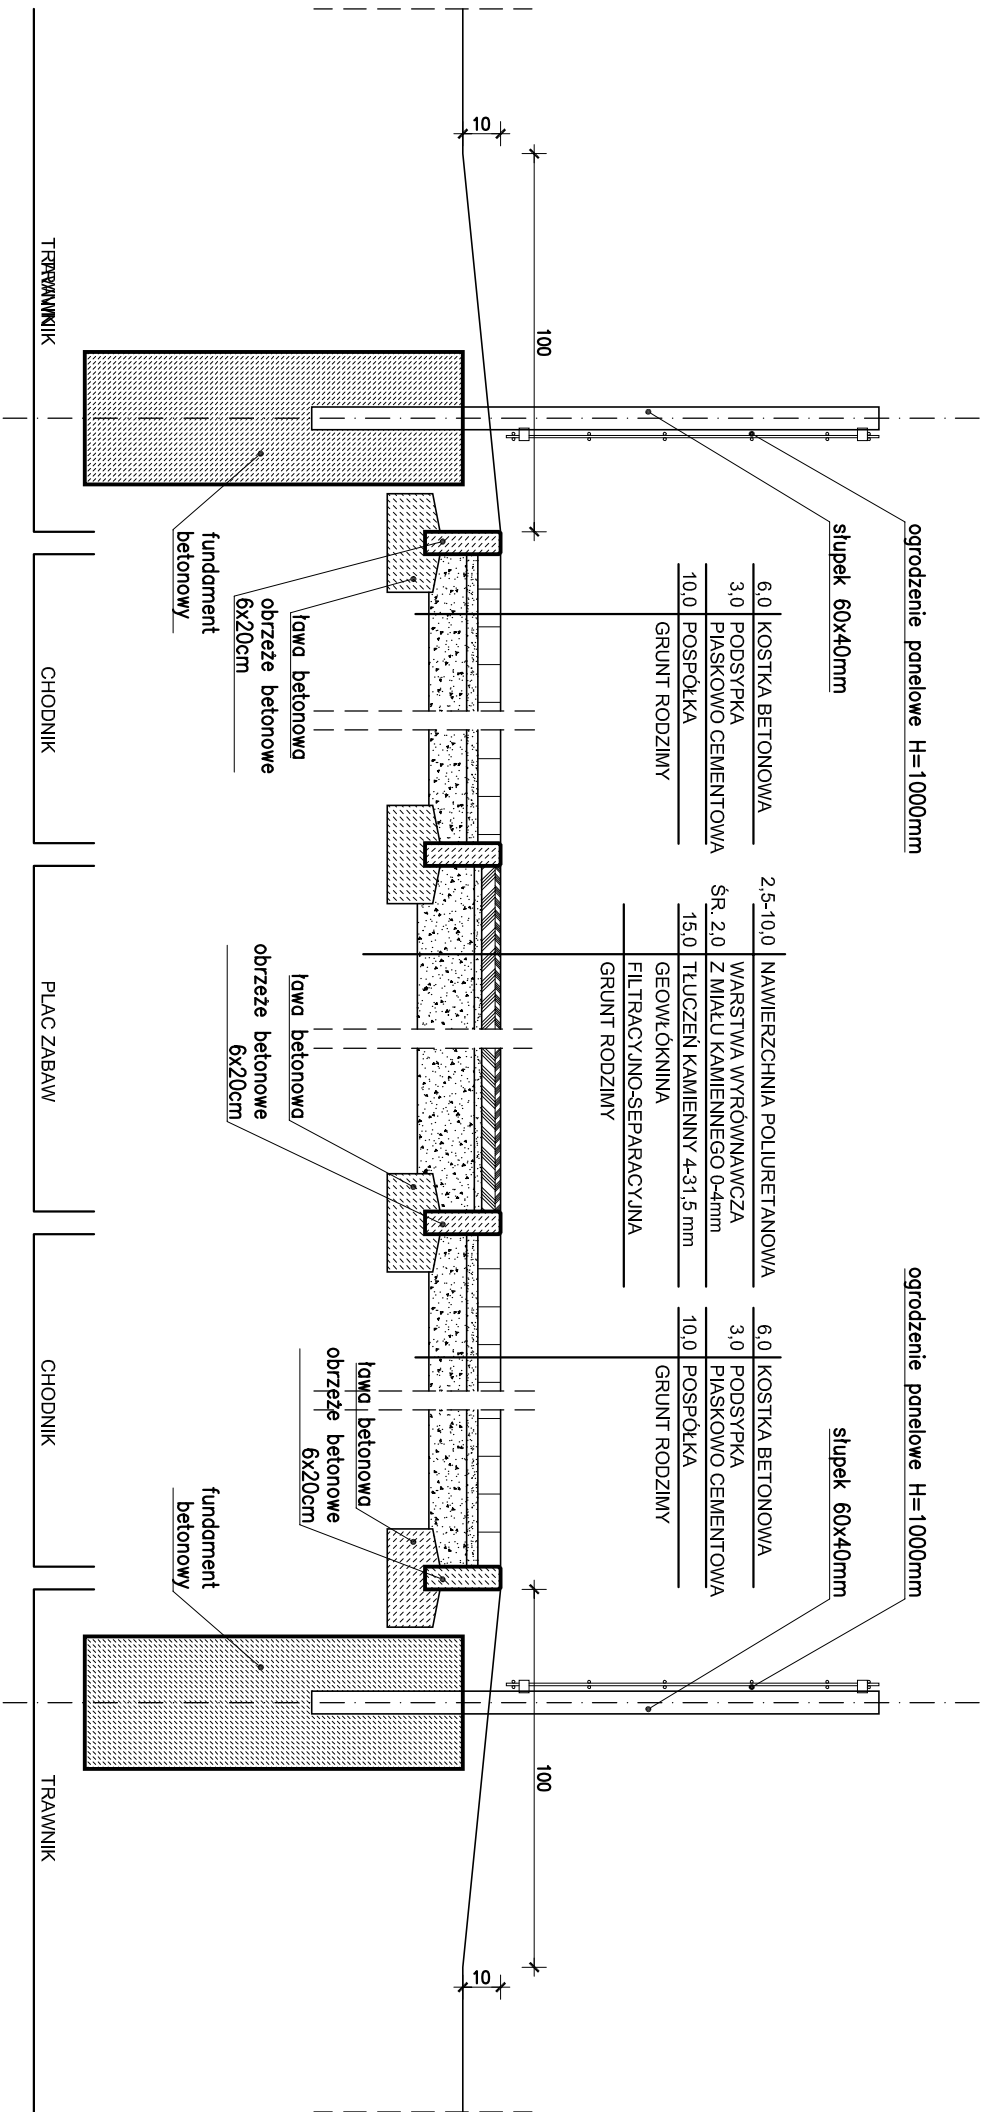 ogrodzenie panelowe H=1000mm
słupek 60x40mm
6,0 KOSTKA BETONOWA
3,0 PODSYPKA
PIASKOWO CEMENTOWA
10,0 POSPÓŁKA
GRUNT RODZIMY
2,5-10,0 NAWIERZCHNIA POLIURETANOWA
WARSTWA WYRÓWNAWCZA
ŚR. 2,0 Z MIAŁU KAMIENNEGO 0-4mm
15,0 TŁUCZEŃ KAMIENNY 4-31,5 mm
GEOWŁÓKNINA
FILTRACYJNO-SEPARACYJNA
GRUNT RODZIMY
ogrodzenie panelowe H=1000mm
słupek 60x40mm
6,0 KOSTKA BETONOWA
3,0 PODSYPKA
PIASKOWO CEMENTOWA
10,0 POSPÓŁKA
GRUNT RODZIMY
100
100
10
10
ława betonowa
obrzeże betonowe
6x20cm
fundament
betonowy
ława betonowa
obrzeże betonowe
6x20cm
ława betonowa
obrzeże betonowe
6x20cm
fundament
betonowy
TRAWNIK
CHODNIK
PLAC ZABAW
CHODNIK
TRAWNIK